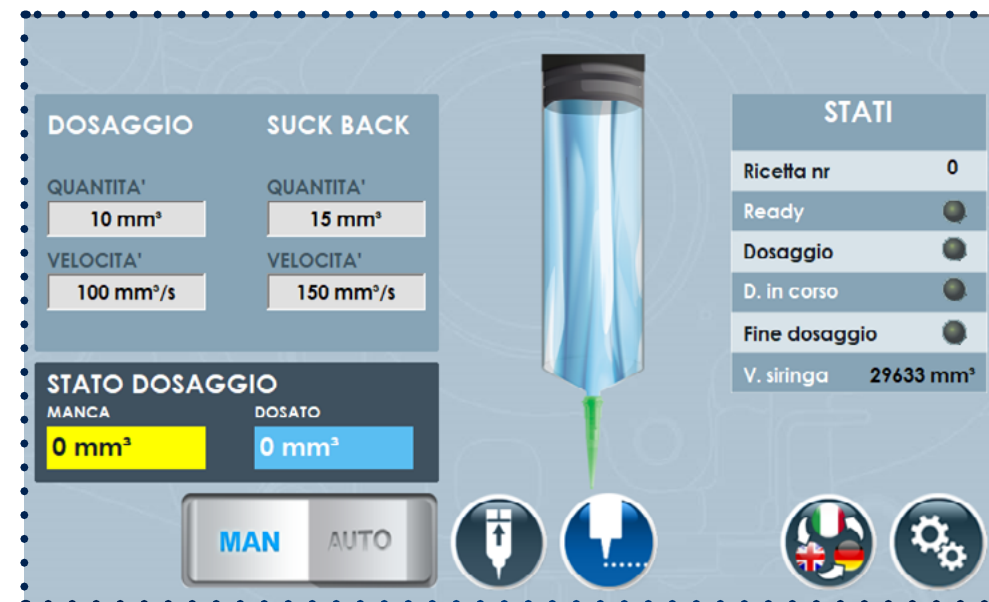 DOSAGGIO SUCK BACK
QUANTITA' QUANTITA'
10 mm³ 15 mm³
VELOCITA' VELOCITA'
100 mm³/s 150 mm³/s
STATO DOSAGGIO
MANCA DOSATO
0 mm³ 0 mm³
MAN AUTO
STATI
Ricetta nr 0
Ready
Dosaggio
D. in corso
Fine dosaggio
V. siringa 29633 mm³